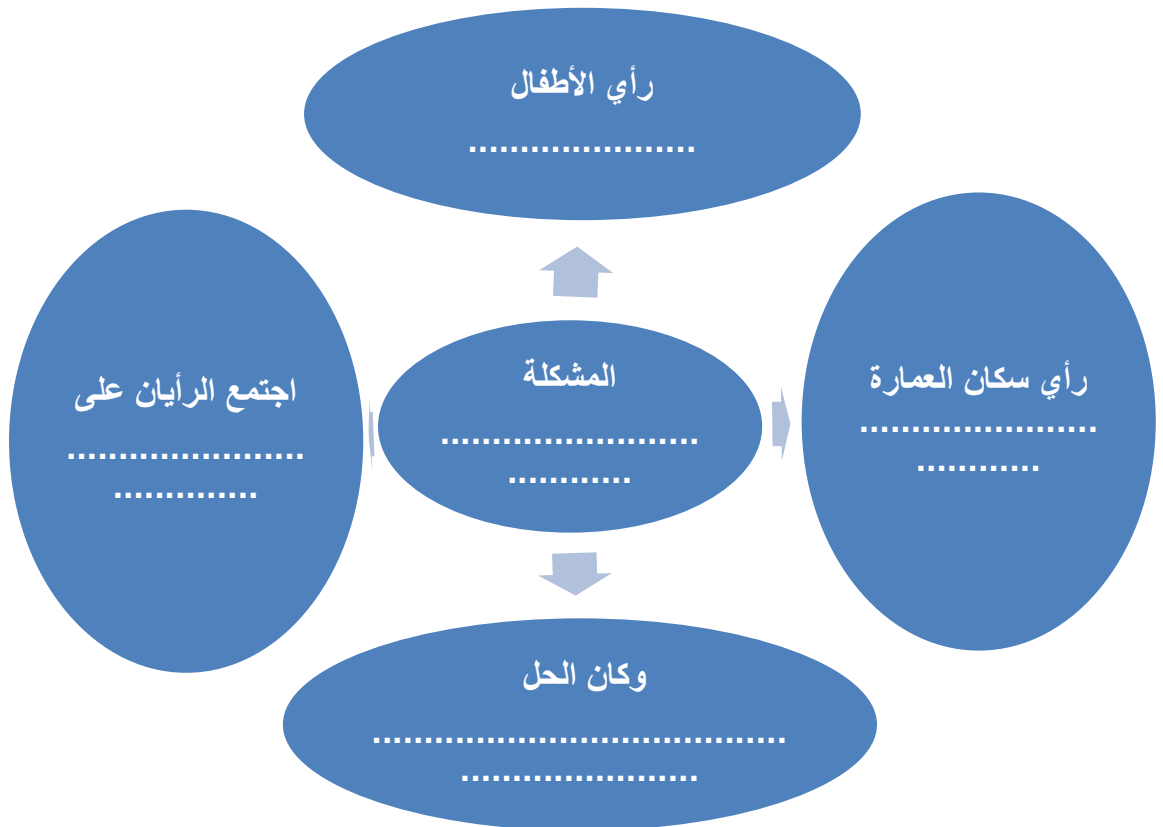 رأي الأطفال
......................
رأي سكان العمارة
.......................
............
المشكلة
.........................
............
اجتمع الرأيان على
.......................
..............
وكان الحل
........................................
.......................